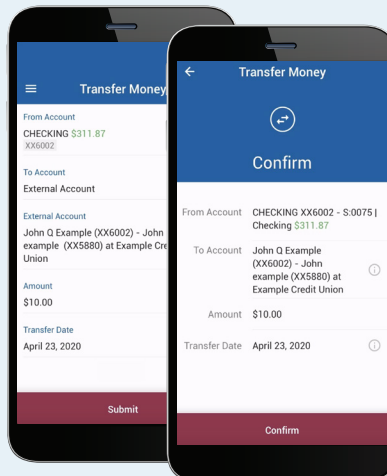 Transfer Money
From Account
CHECKING $311.87
XX6002
To Account
External Account
External Account
John Q Example (XX6002) - John
example (XX5880) at Example Cre
Union
Amount
$10.00
Transfer Date
April 23, 2020
Submit
Transfer Money
Confirm
From Account CHECKING XX6002 - S:0075 |
Checking $311.87
To Account John Q Example
(XX6002) - John
example (XX5880) at
Example Credit Union
Amount $10.00
Transfer Date April 23, 2020
Confirm